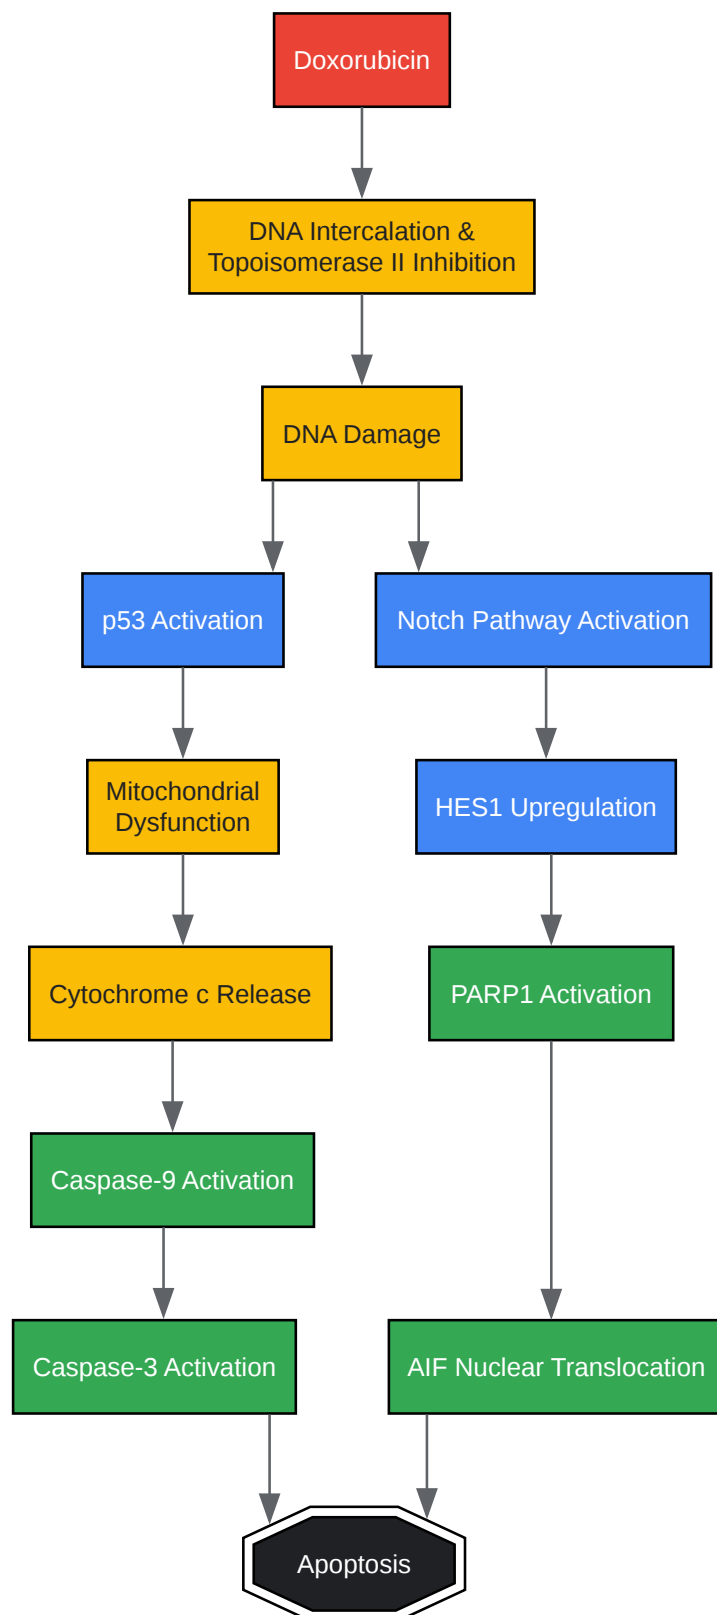 Doxorubicin
DNA Intercalation &
Topoisomerase II Inhibition
DNA Damage
p53 Activation
Notch Pathway Activation
Mitochondrial
Dysfunction
HES1 Upregulation
Cytochrome c Release
PARP1 Activation
Caspase-9 Activation
Caspase-3 Activation
AIF Nuclear Translocation
Apoptosis